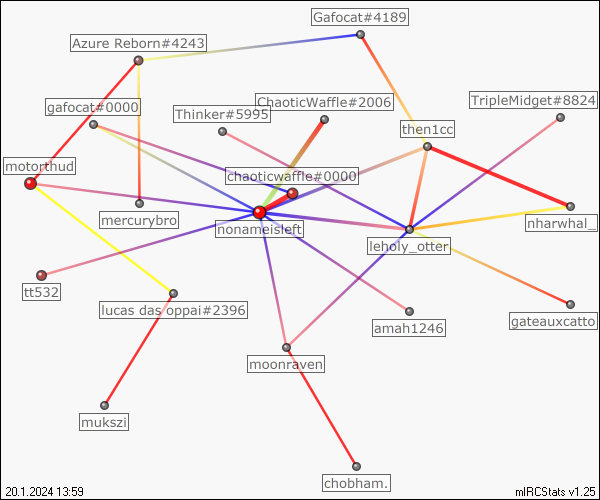 Gafocat#4189
Azure Reborn#4243
gafocat#0000
Thinker#5995
ChaoticWaffle#2006
TripleMidget#8824
then1cc
motorthud
chaoticwaffle#0000
mercurybro
nonameisleft
nharwhal_
leholy_otter
tt532
lucas das oppai#2396
amah1246
gateauxcatto
moonraven
mukszi
chobham.
20.1.2024 13:59
mIRCStats v1.25